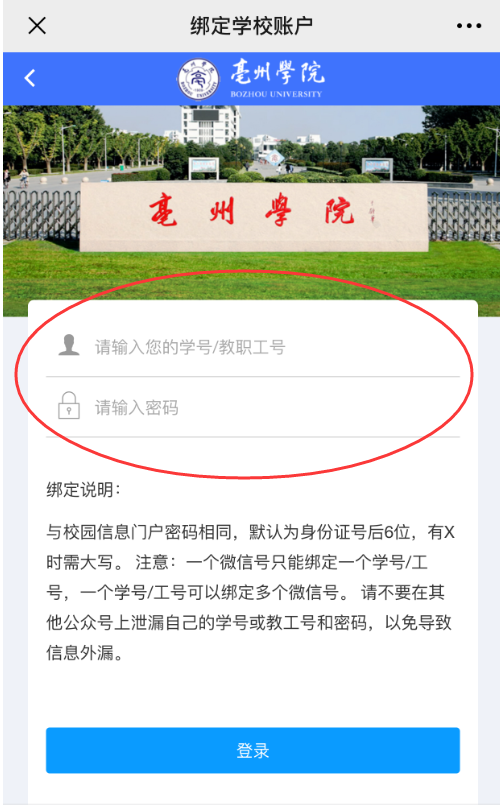 绑定学校账户
亳州學院
BOZHOU UNIVERSITY
亳州學院
请输入您的学号/教职工号
请输入密码
绑定说明：
与校园信息门户密码相同，默认为身份证号后6位，有X
时需大写。 注意：一个微信号只能绑定一个学号/工
号，一个学号/工号可以绑定多个微信号。 请不要在其
他公众号上泄漏自己的学号或教工号和密码，以免导致
信息外漏。
登录